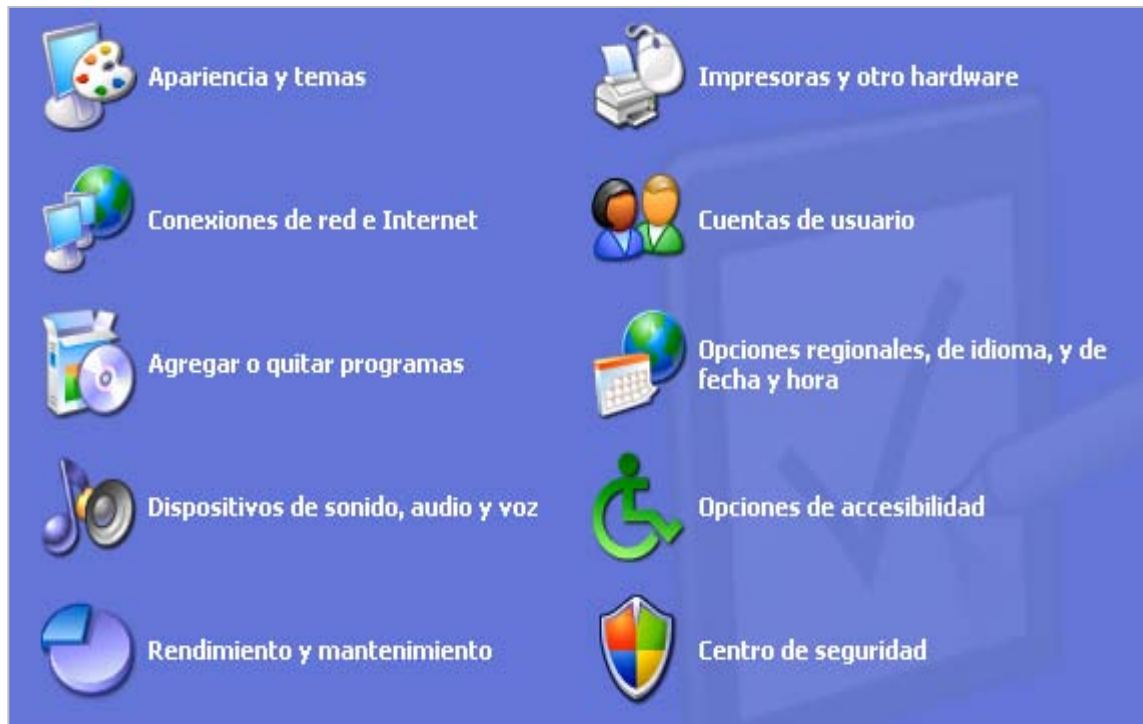 Apariencia y temas
Impresoras y otro hardware
Conexiones de red e Internet
Cuentas de usuario
Agregar o quitar programas
Opciones regionales, de idioma, y de
fecha y hora
Dispositivos de sonido, audio y voz
Opciones de accesibilidad
Rendimiento y mantenimiento
Centro de seguridad